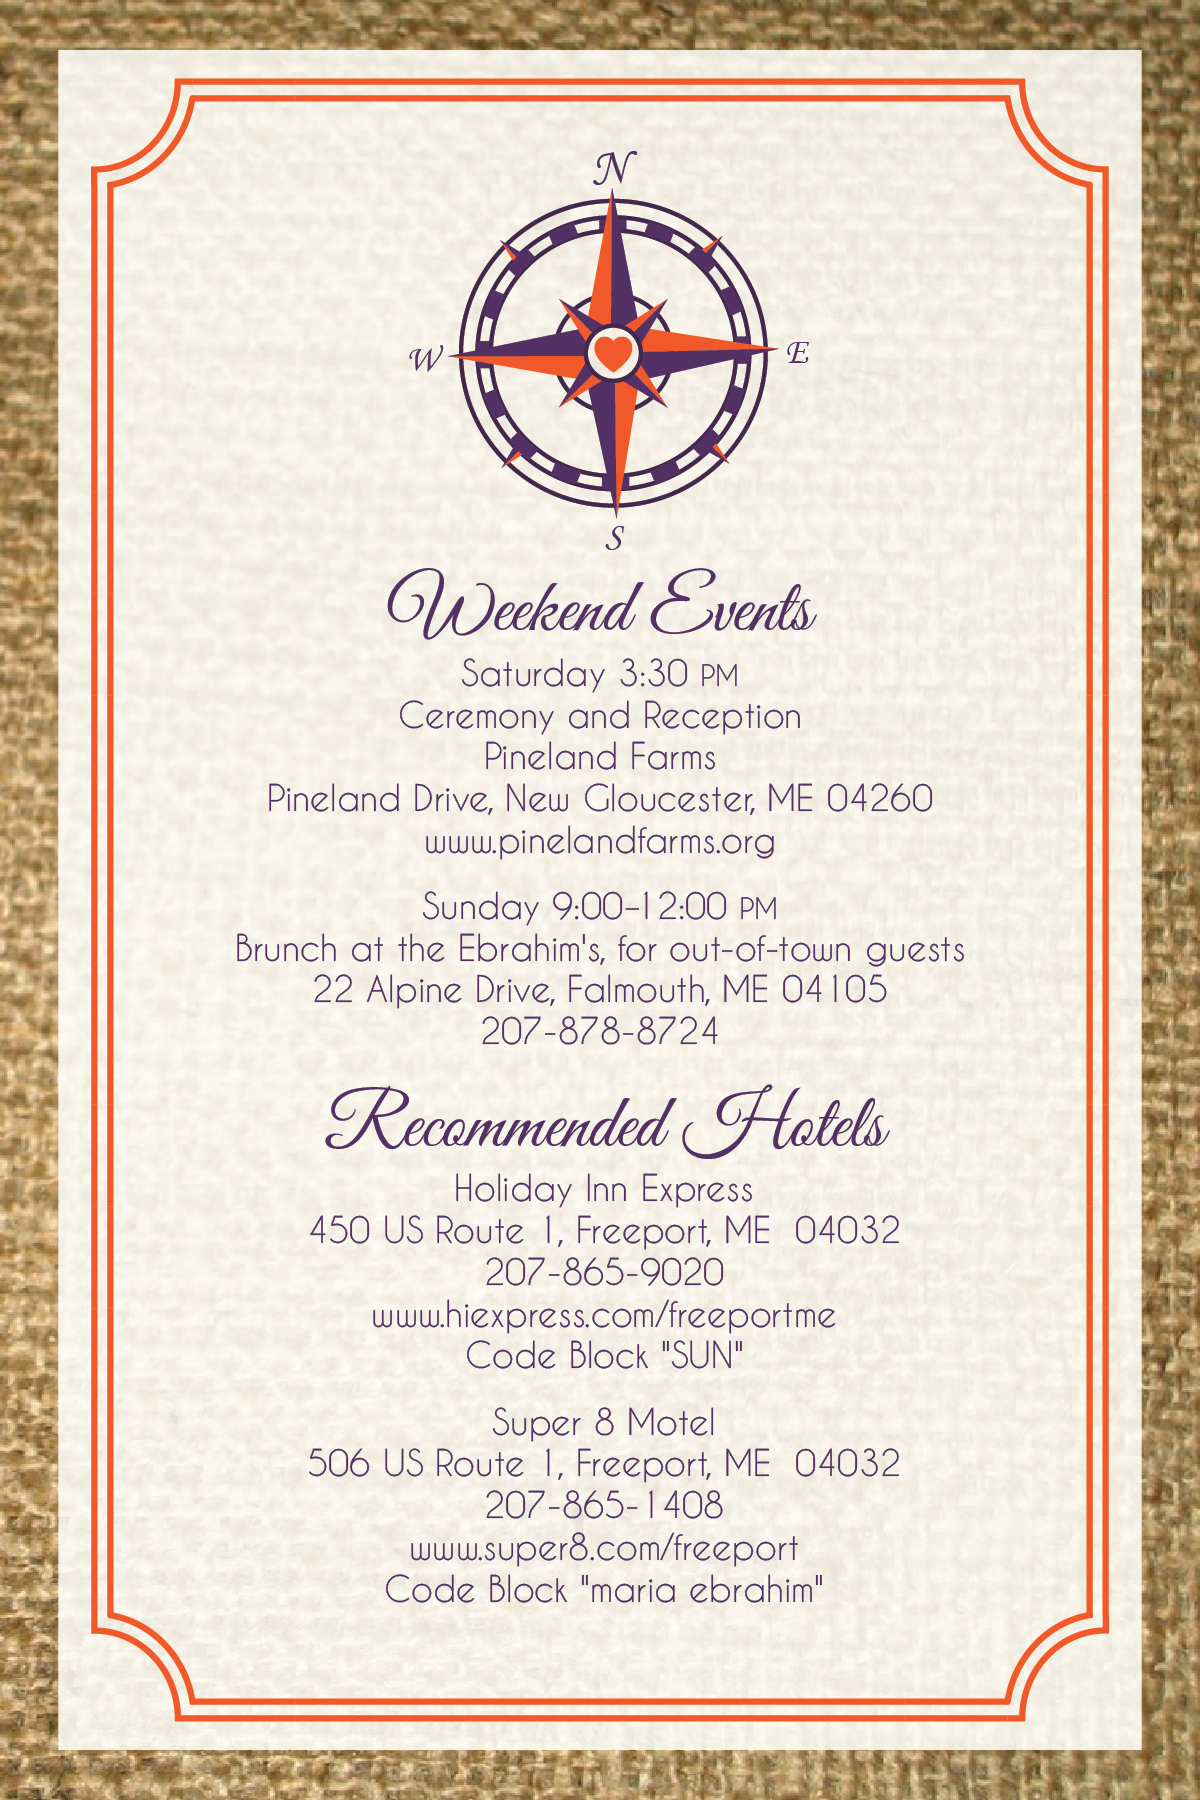 N
W
E
S
Weekend Events
Saturday 3:30 PM
Ceremony and Reception
Pineland Farms
Pineland Drive, New Gloucester, ME 04260
www.pinelandfarms.org
Sunday 9:00-12:00 PM
Brunch at the Ebrahim's, for out-of-town guests
22 Alpine Drive, Falmouth, ME 04105
207-878-8724
Recommended Hotels
Holiday Inn Express
450 US Route 1, Freeport, ME  04032
207-865-9020
www.hiexpress.com/freeportme
Code Block "SUN"
Super 8 Motel
506 US Route 1, Freeport, ME  04032
207-865-1408
www.super8.com/freeport
Code Block "maria ebrahim"